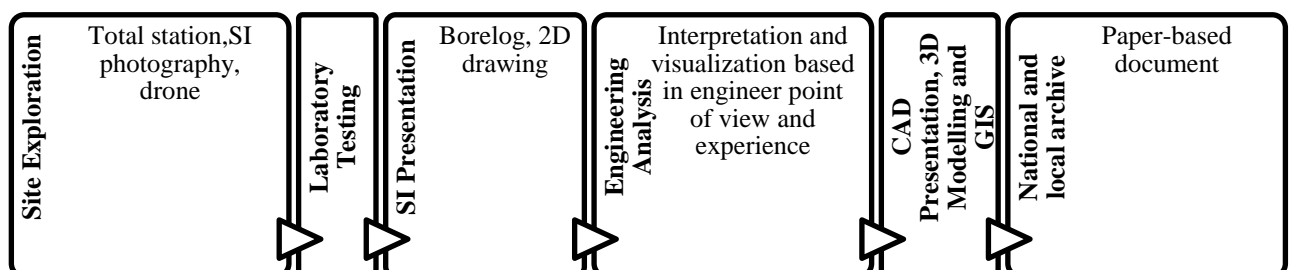 Site Exploration
Total station,SI
photography,
drone
Laboratory
Testing
SI Presentation
Borelog, 2D
drawing
Engineering
Analysis
Interpretation and
visualization based
in engineer point
of view and
experience
CAD
Presentation, 3D
Modelling and
GIS
National and
local archive
Paper-based
document